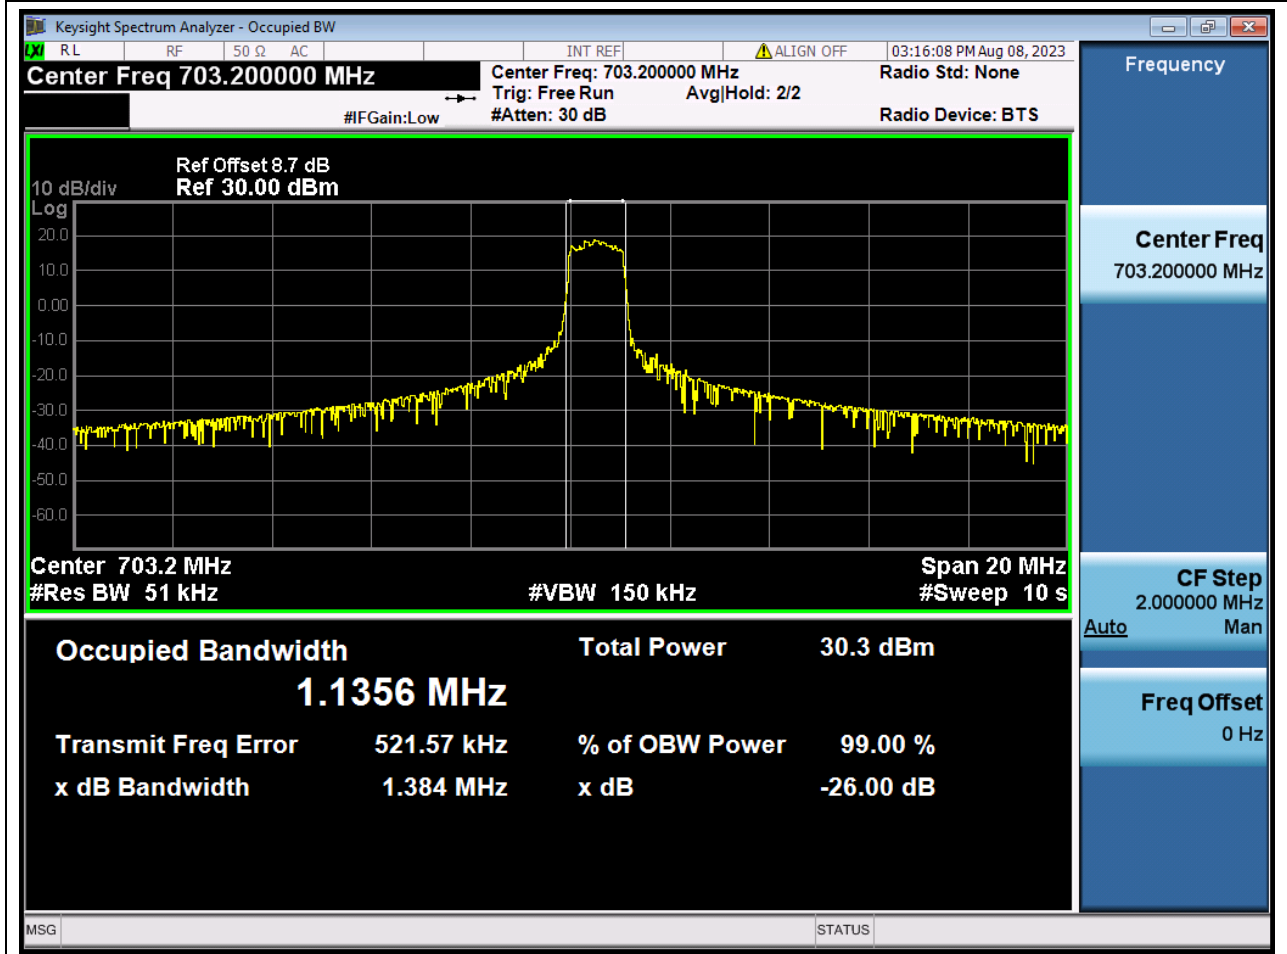 Keysight Spectrum Analyzer - Occupied BW
LXI RL RF 50 Ω AC INT REF ALIGN OFF 03:16:08 PM Aug 08, 2023
Center Freq 703.200000 MHz
Center Freq: 703.200000 MHz
Radio Std: None
Trig: Free Run Avg|Hold: 2/2
#IFGain:Low #Atten: 30 dB Radio Device: BTS
Ref Offset 8.7 dB
10 dB/div Ref 30.00 dBm
Log
20.0
10.0
0.00
-10.0
-20.0
-30.0
-40.0
-50.0
-60.0
Center 703.2 MHz Span 20 MHz
#Res BW 51 kHz #VBW 150 kHz #Sweep 10 s
Occupied Bandwidth Total Power 30.3 dBm
1.1356 MHz
Transmit Freq Error 521.57 kHz % of OBW Power 99.00 %
x dB Bandwidth 1.384 MHz x dB -26.00 dB
MSG STATUS
Frequency
Center Freq
703.200000 MHz
CF Step
2.000000 MHz
Auto Man
Freq Offset
0 Hz